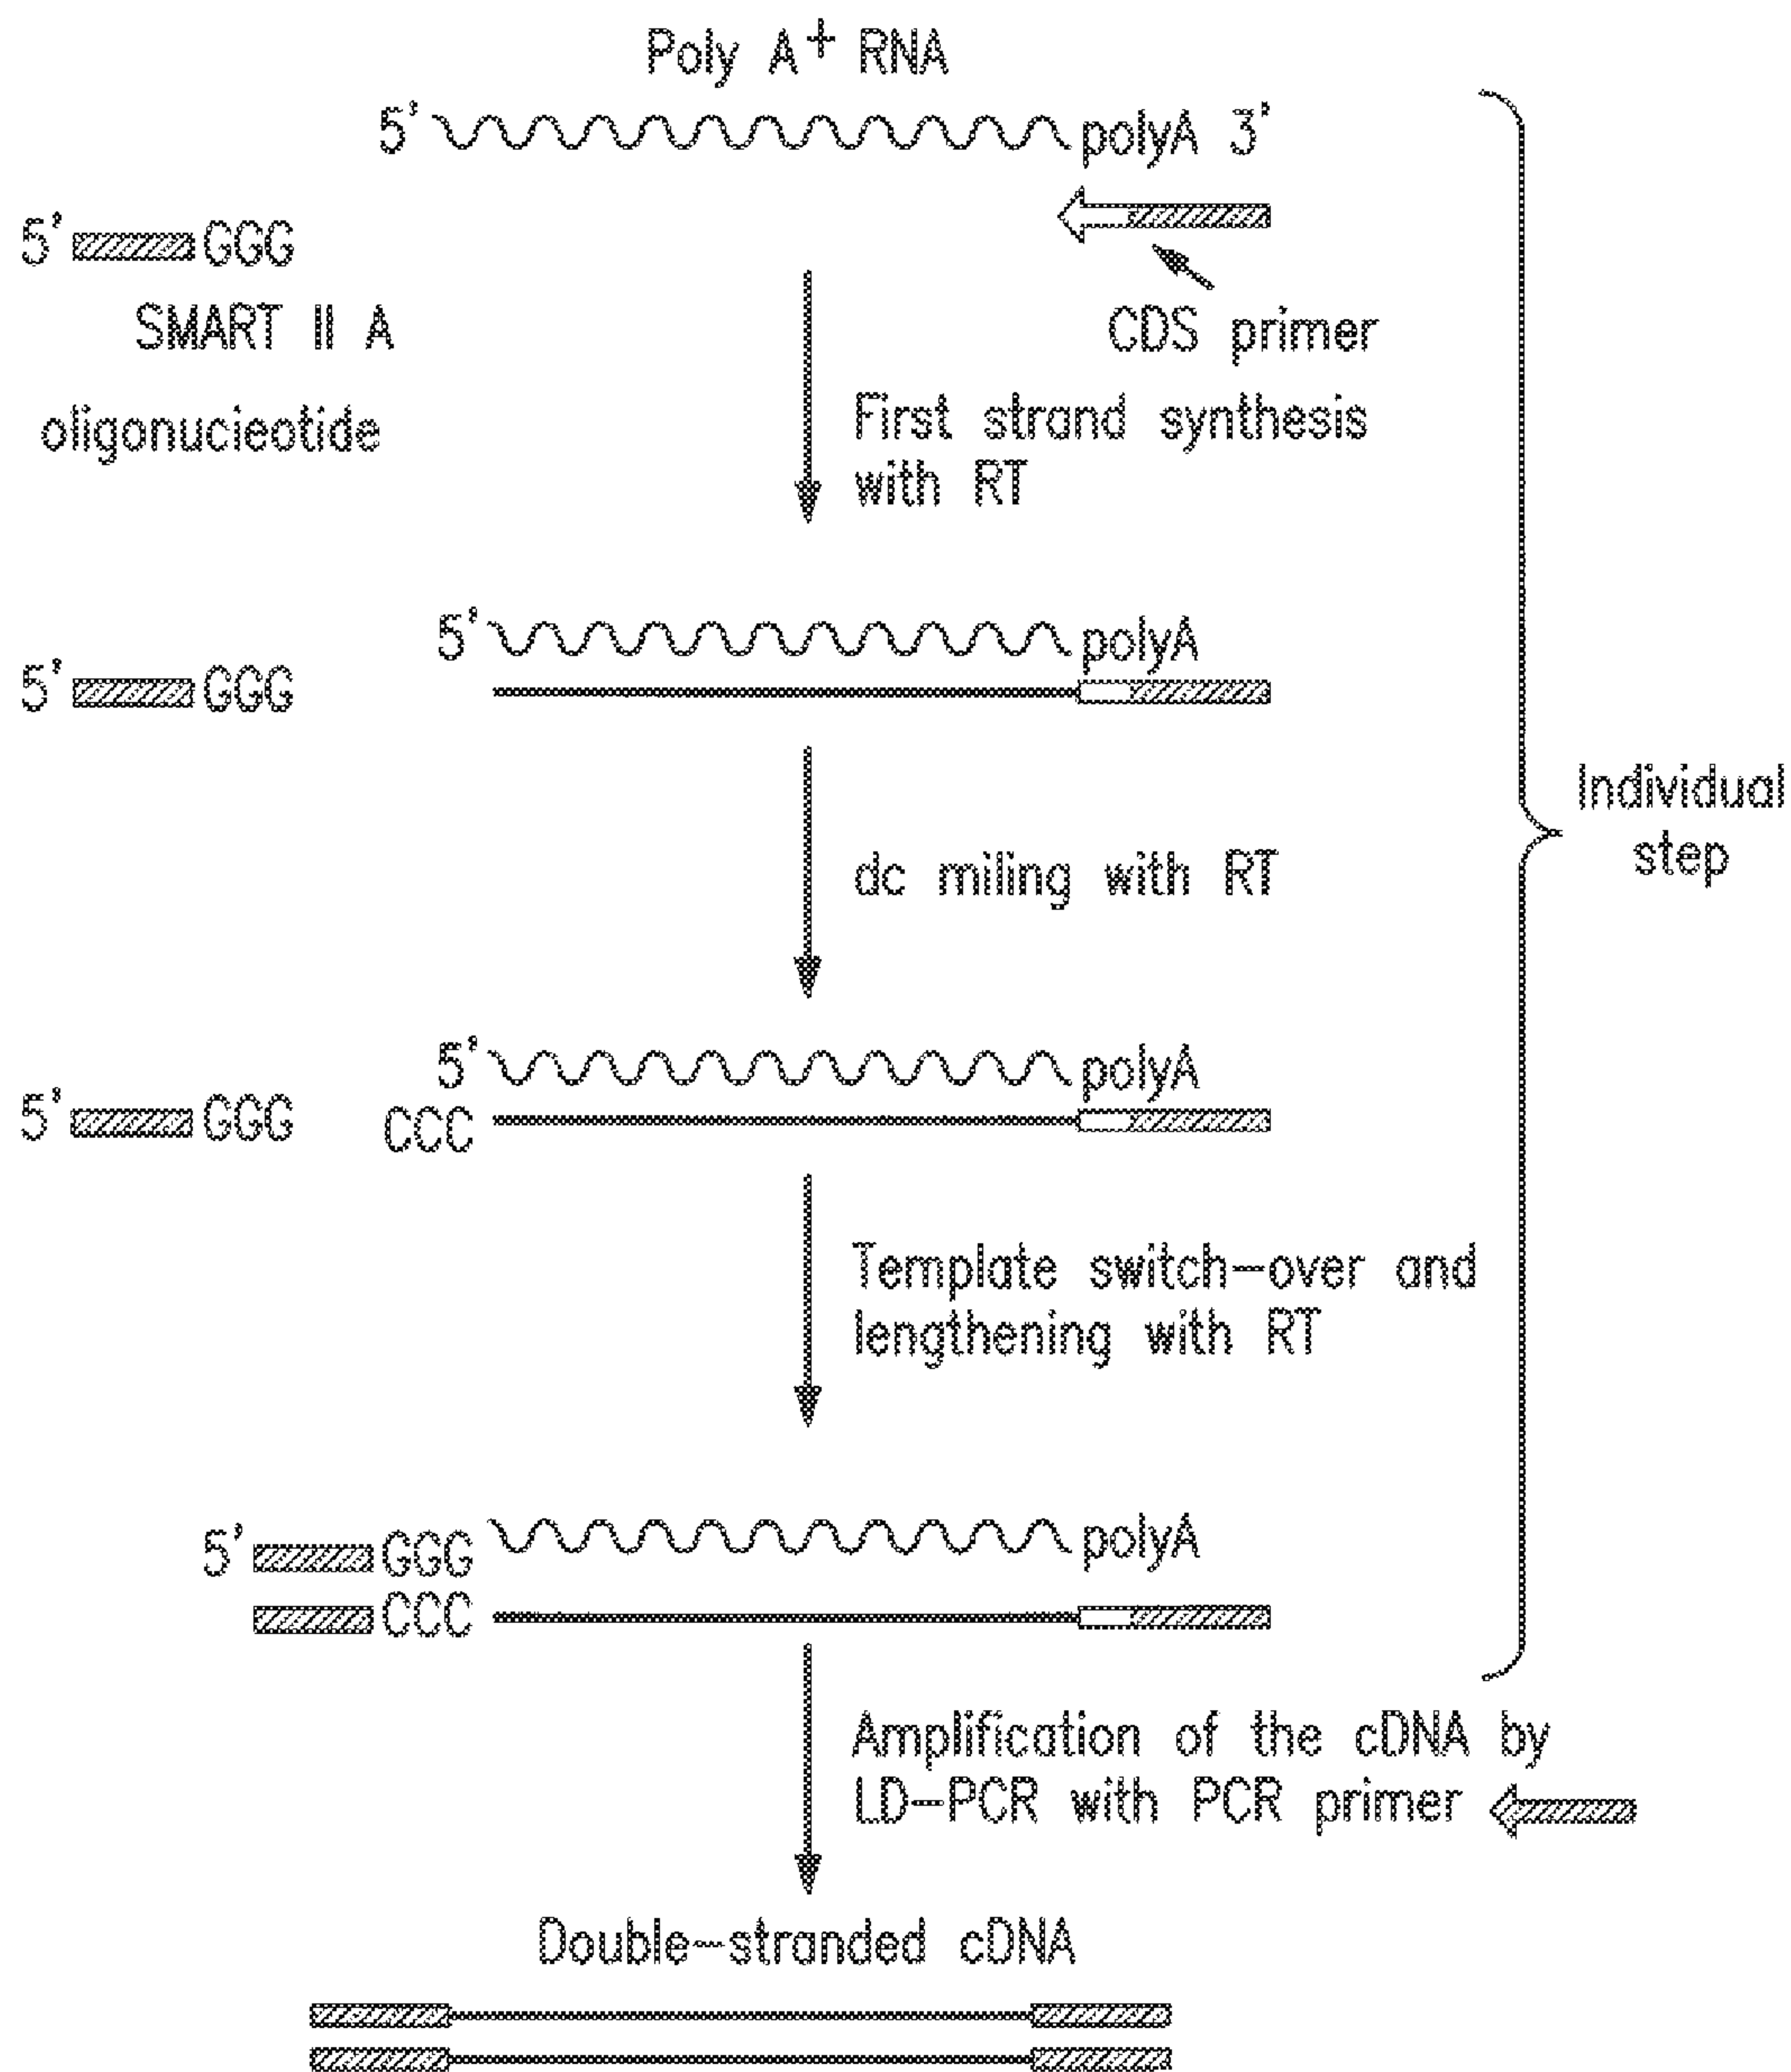 Poly A+ RNA
5' polyA 3'
5' GGG
SMART II A
oligonucieotide
CDS primer
First strand synthesis
with RT
5' polyA
5' GGG
dc miling with RT
5' polyA
5' GGG CCC
Template switch-over and
lengthening with RT
Individual
step
5' GGG polyA
CCC
Amplification of the cDNA by
LD-PCR with PCR primer
Double-stranded cDNA